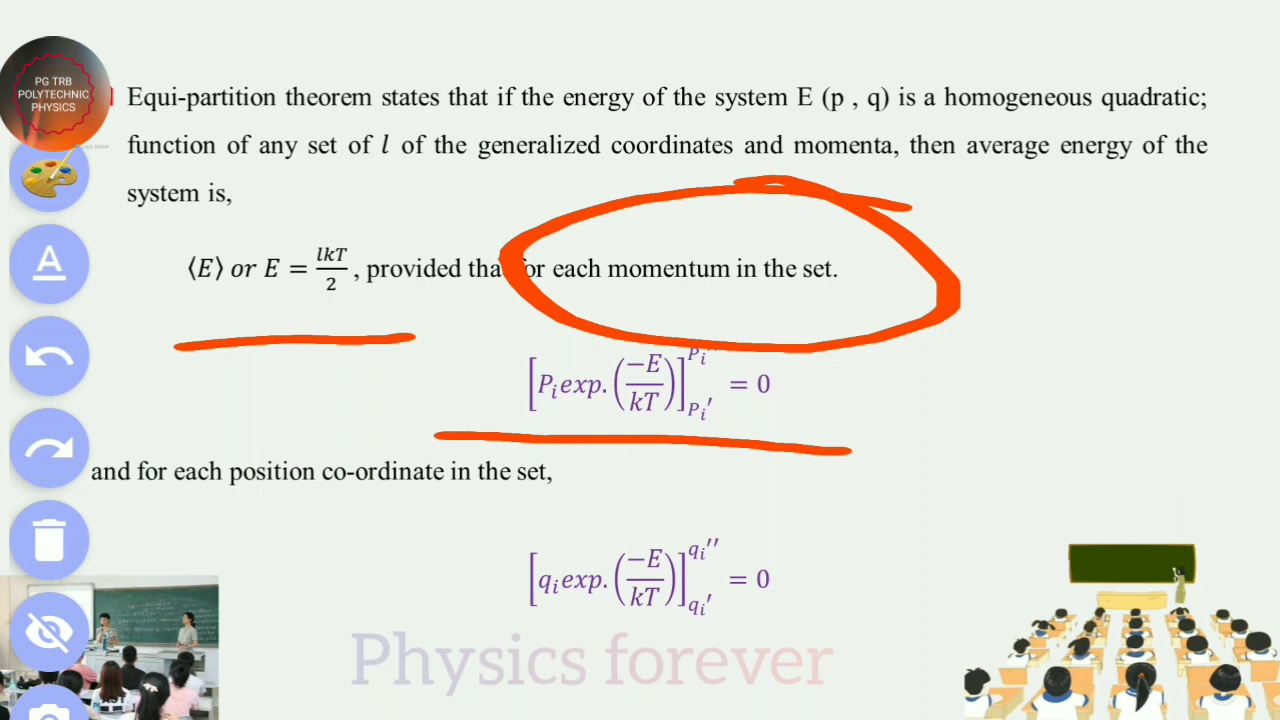 PG TRB
POLYTECHNIC
PHYSICS
Equi-partition theorem states that if the energy of the system E (p , q) is a homogeneous quadratic;
function of any set of l of the generalized coordinates and momenta, then average energy of the
system is,
⟨E⟩ or E = lkT/2 , provided tha for each momentum in the set.
[P_i exp. (−E/kT)]_{P_i′}^{P_i″} = 0
and for each position co-ordinate in the set,
[q_i exp. (−E/kT)]_{q_i′}^{q_i″} = 0
A
Physics forever